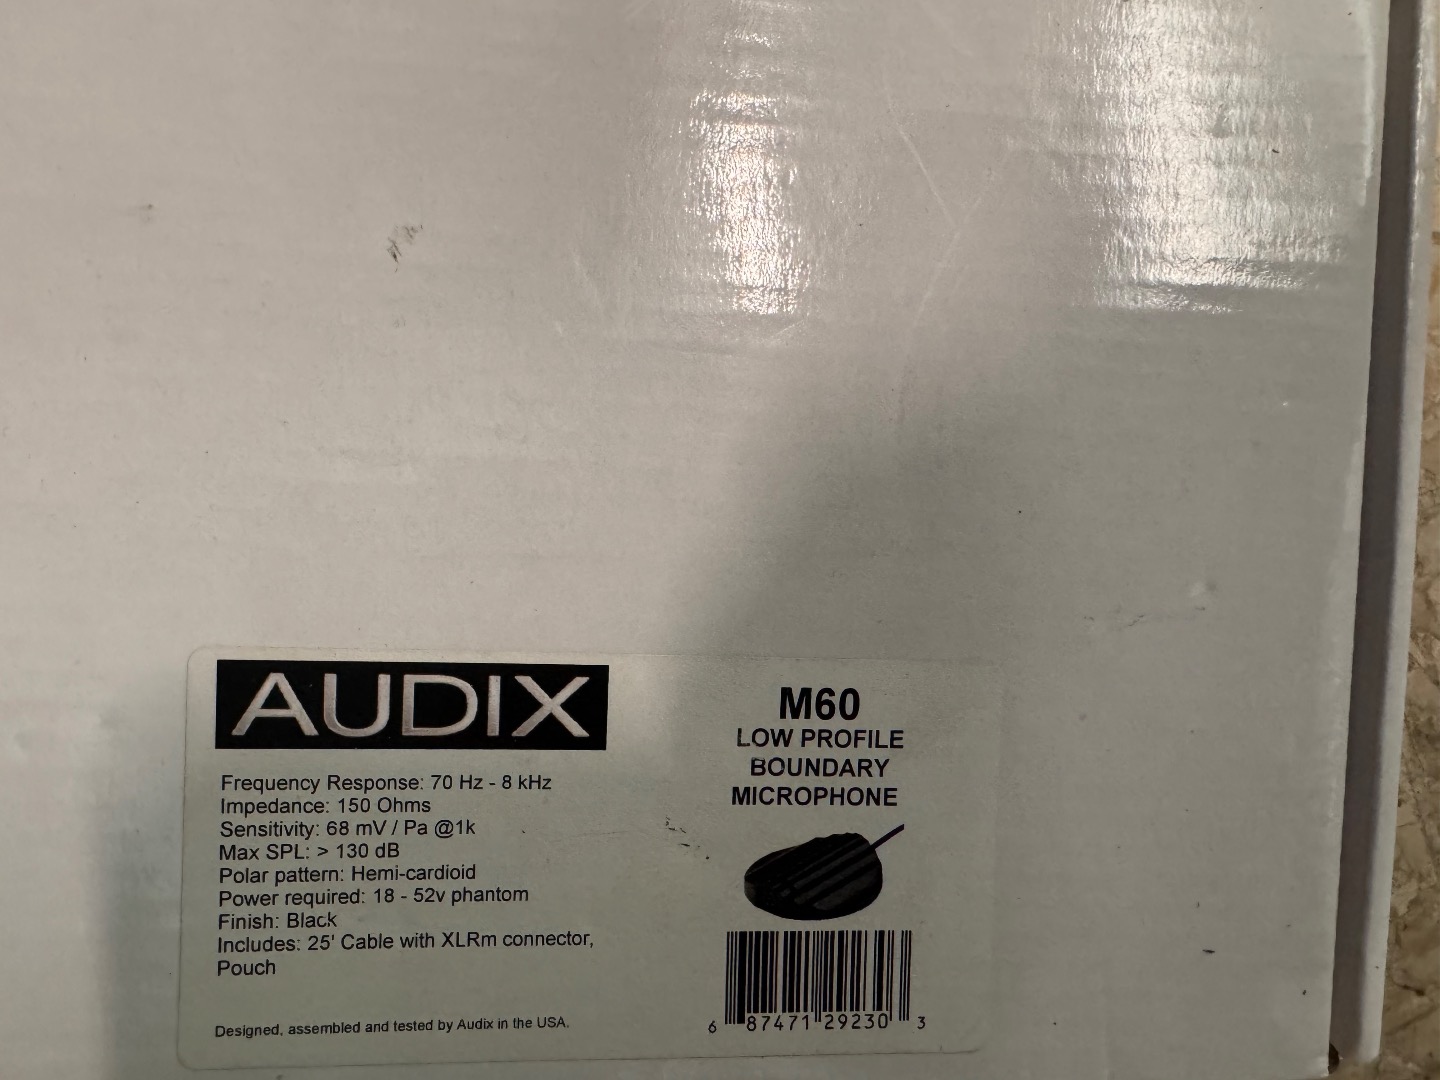 AUDIX
Frequency Response: 70 Hz - 8 kHz
Impedance: 150 Ohms
Sensitivity: 68 mV / Pa @1k
Max SPL: > 130 dB
Polar pattern: Hemi-cardioid
Power required: 18 - 52v phantom
Finish: Black
Includes: 25' Cable with XLRm connector,
Pouch
Designed, assembled and tested by Audix in the USA.
M60
LOW PROFILE
BOUNDARY
MICROPHONE
6 87471 29230 3